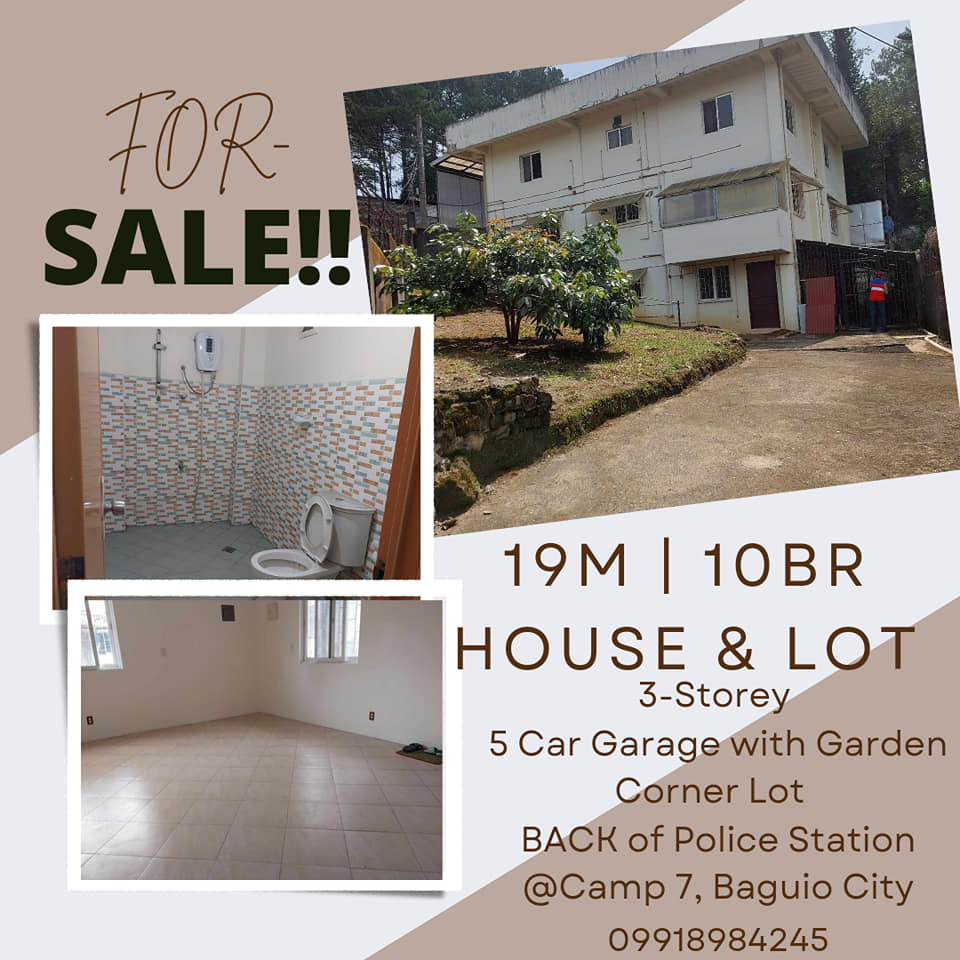 FOR-
SALE!!
19M | 10BR
HOUSE & LOT
3-Storey
5 Car Garage with Garden
Corner Lot
BACK of Police Station
@Camp 7, Baguio City
09918984245